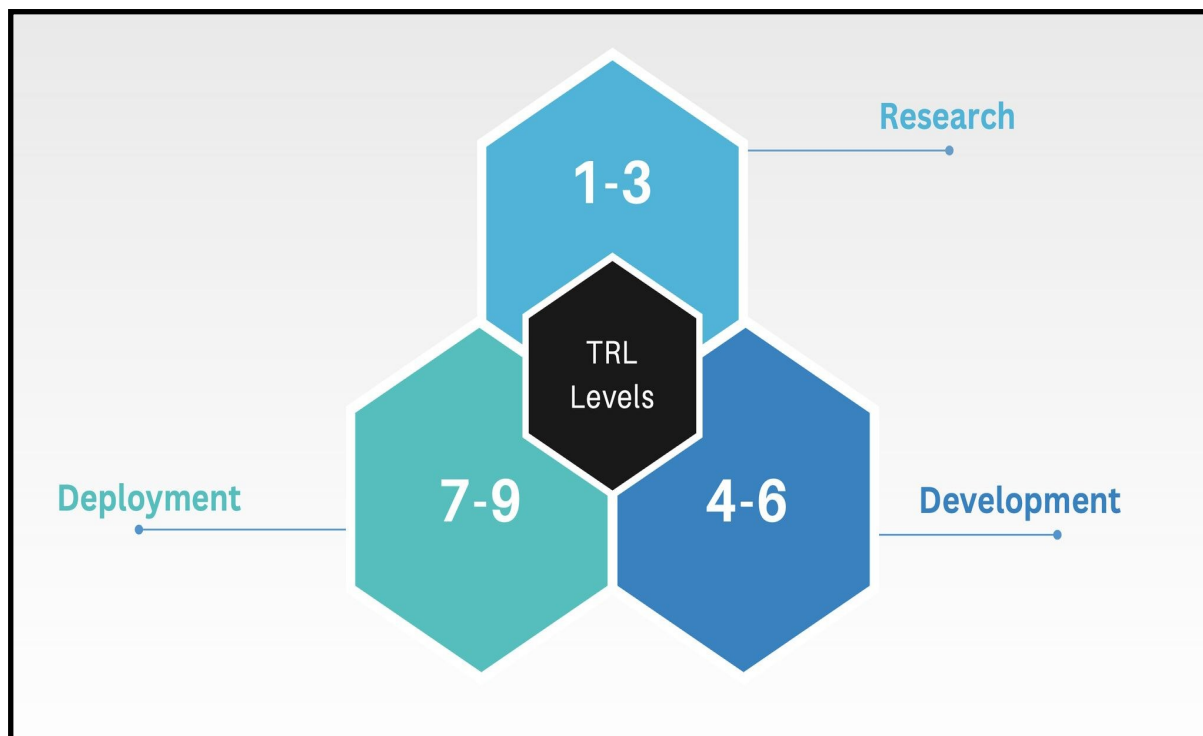 Research
1-3
TRL
Levels
Deployment
7-9
4-6
Development